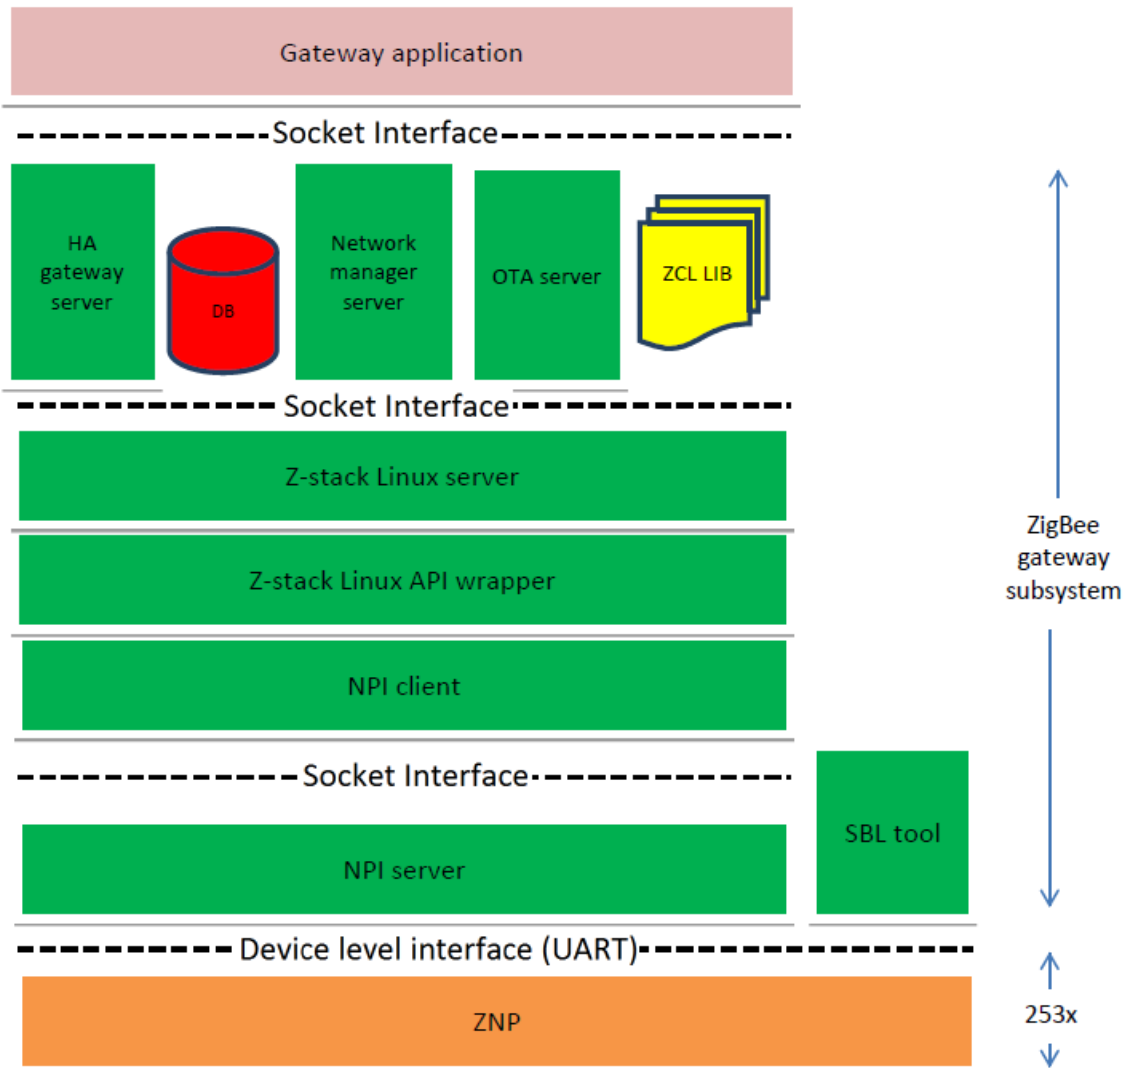 Gateway application
Socket Interface
HA
gateway
server
DB
Network
manager
server
OTA server
ZCL LIB
Socket Interface
Z-stack Linux server
Z-stack Linux API wrapper
NPI client
Socket Interface
NPI server
SBL tool
ZigBee
gateway
subsystem
Device level interface (UART)
ZNP
253x